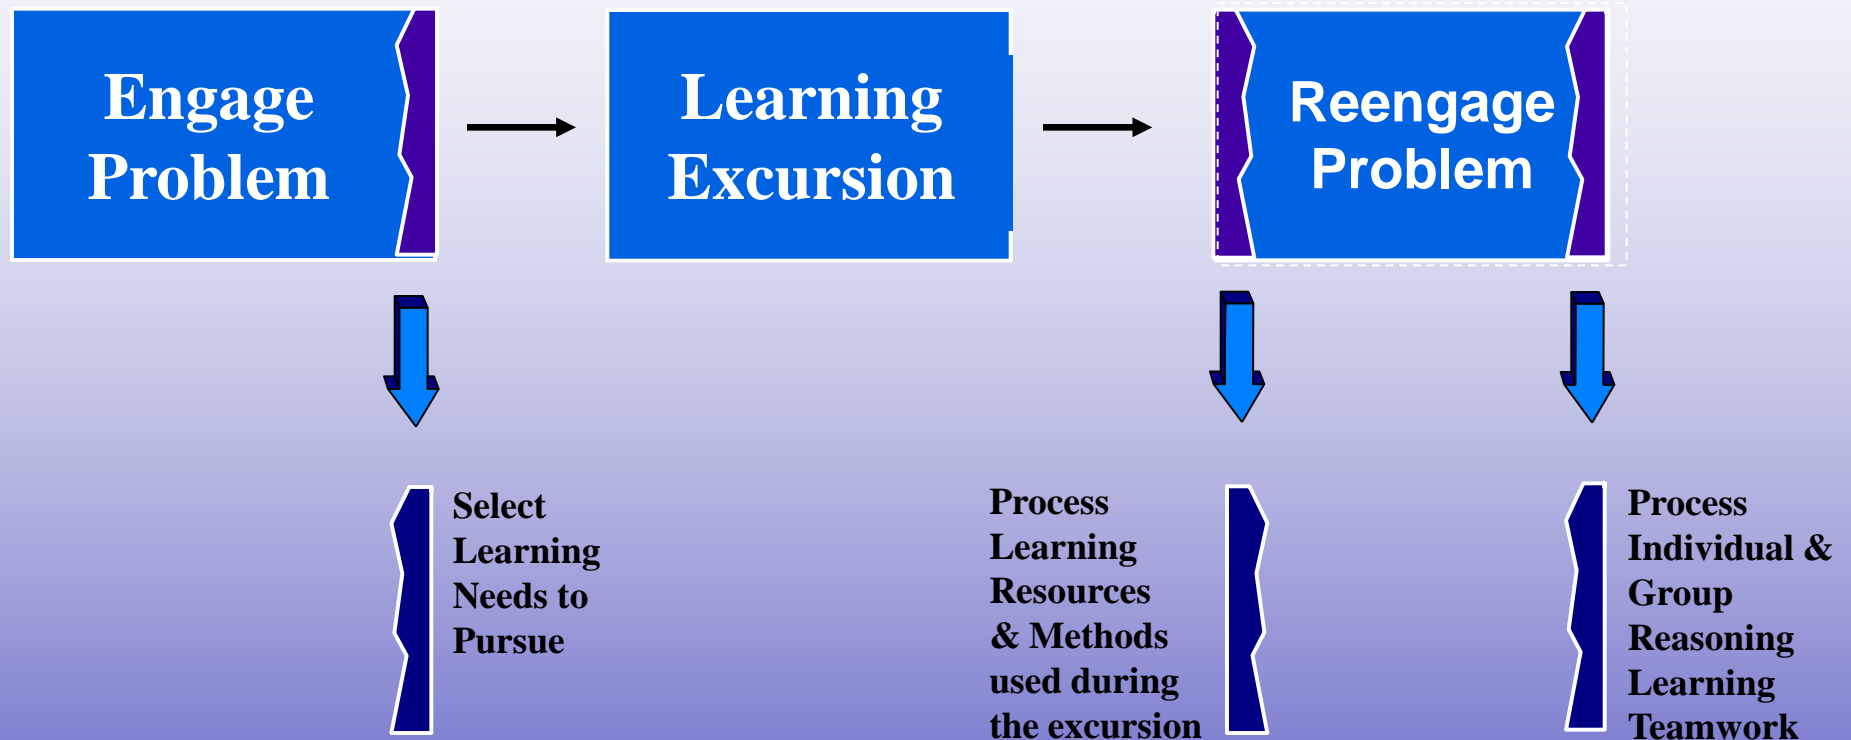 Engage
Problem
Learning
Excursion
Reengage
Problem
Select
Learning
Needs to
Pursue
Process
Learning
Resources
& Methods
used during
the excursion
Process
Individual &
Group
Reasoning
Learning
Teamwork